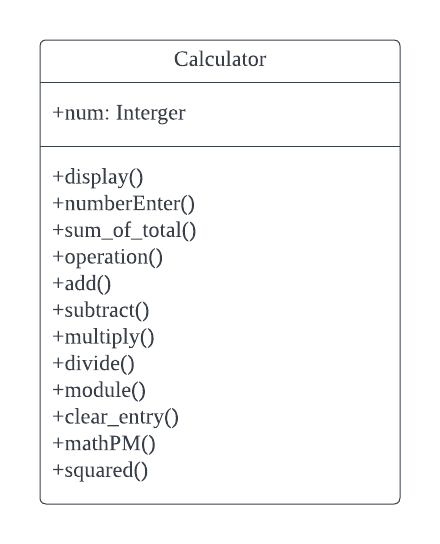 Calculator
+num: Interger
+display()
+numberEnter()
+sum_of_total()
+operation()
+add()
+subtract()
+multiply()
+divide()
+module()
+clear_entry()
+mathPM()
+squared()